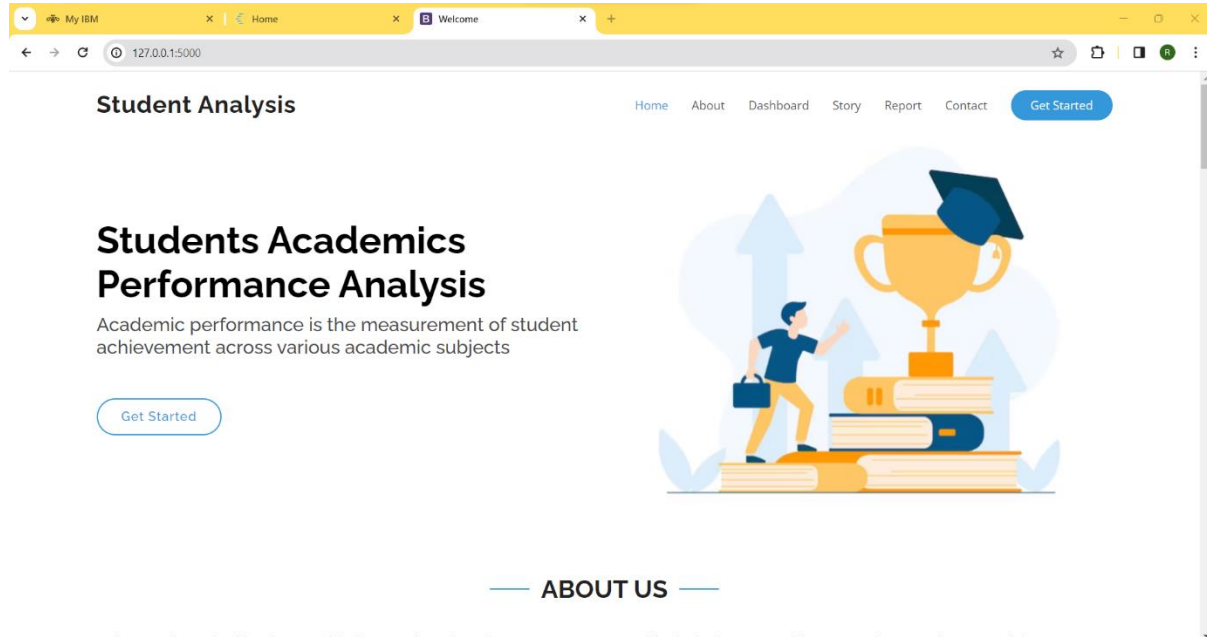 My IBM
Home
Welcome
127.0.0.1:5000
R
Student Analysis
Home About Dashboard Story Report Contact Get Started
Students Academics
Performance Analysis
Academic performance is the measurement of student
achievement across various academic subjects
Get Started
ABOUT US